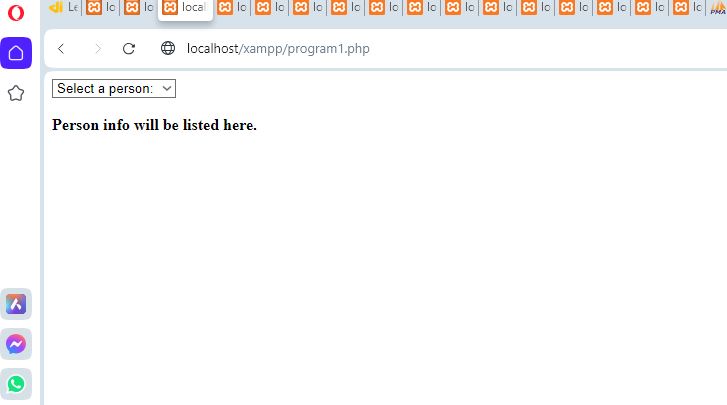 Le lo lo local lo lo lo lo lo lo lo lo lo lo lo lo lo PMA
localhost/xampp/program1.php
Select a person:
Person info will be listed here.